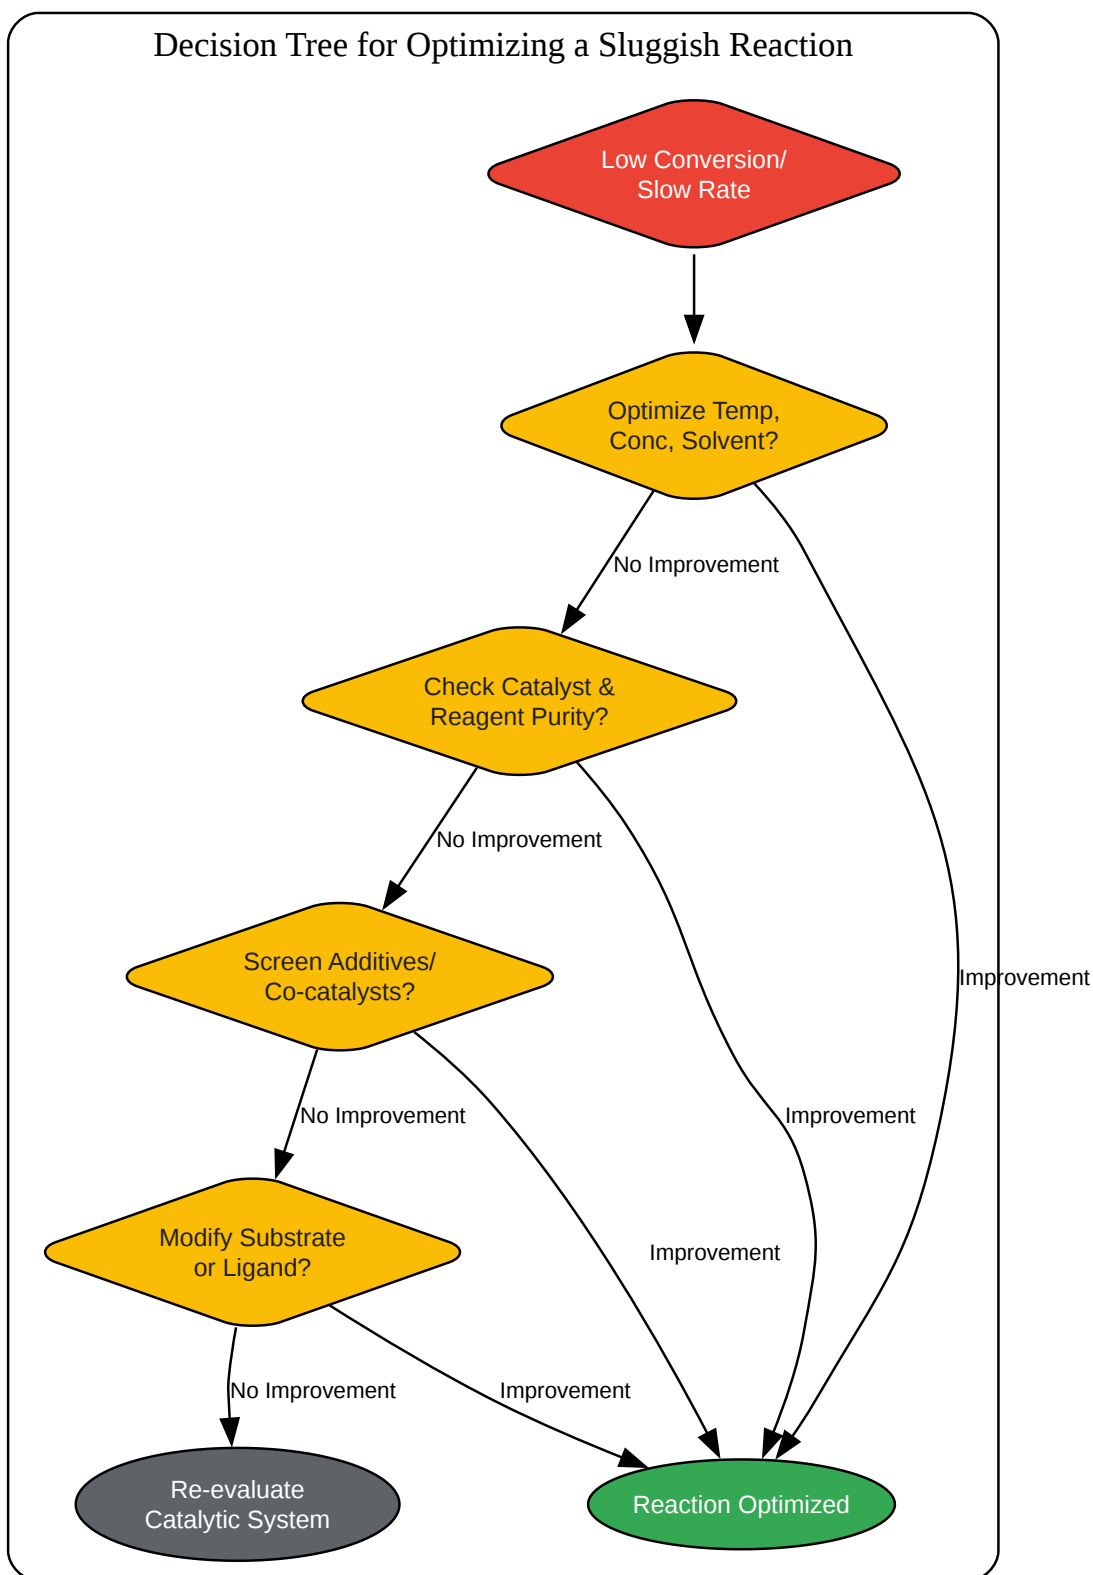 Decision Tree for Optimizing a Sluggish Reaction
Low Conversion/
Slow Rate
Optimize Temp,
Conc, Solvent?
No Improvement
Check Catalyst &
Reagent Purity?
No Improvement
Screen Additives/
Co-catalysts?
Improvement
No Improvement
Improvement
Modify Substrate
or Ligand?
Improvement
No Improvement
Improvement
Re-evaluate
Catalytic System
Reaction Optimized